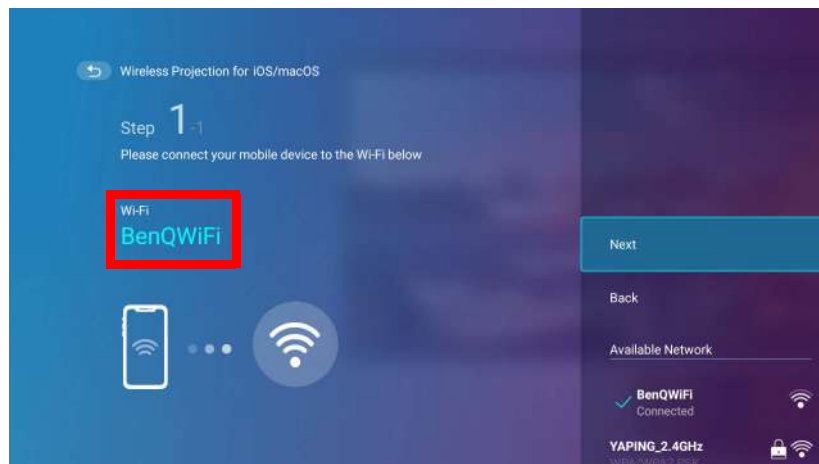 Wireless Projection for iOS/macOS
Step 1-1
Please connect your mobile device to the Wi-Fi below
Wi-Fi
BenQWiFi
Next
Back
Available Network
BenQWiFi
Connected
YAPING_2.4GHz